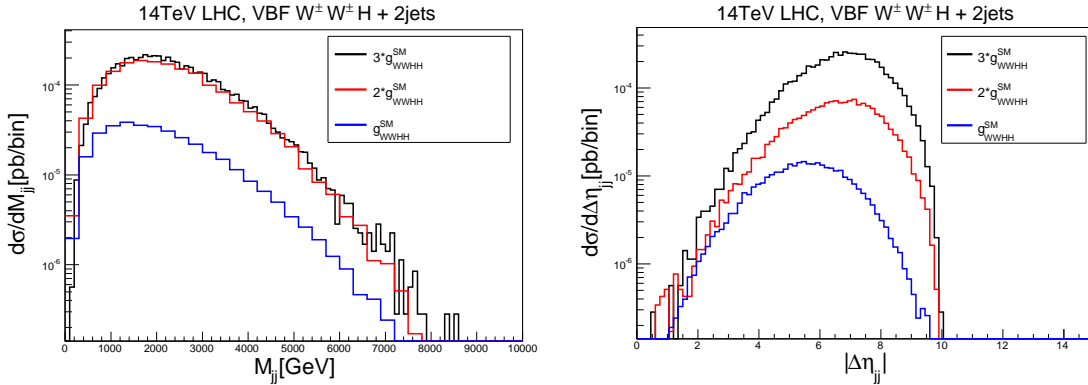 14TeV LHC, VBF W± W± H + 2jets
dσ/dM_jj[pb/bin]
10⁻⁴
10⁻⁵
10⁻⁶
3*g^SM_WWHH
2*g^SM_WWHH
g^SM_WWHH
0 1000 2000 3000 4000 5000 6000 7000 8000 9000 10000
M_jj[GeV]
14TeV LHC, VBF W± W± H + 2jets
dσ/dΔη_jj[pb/bin]
10⁻⁴
10⁻⁵
10⁻⁶
3*g^SM_WWHH
2*g^SM_WWHH
g^SM_WWHH
0 2 4 6 8 10 12 14
|Δη_jj|